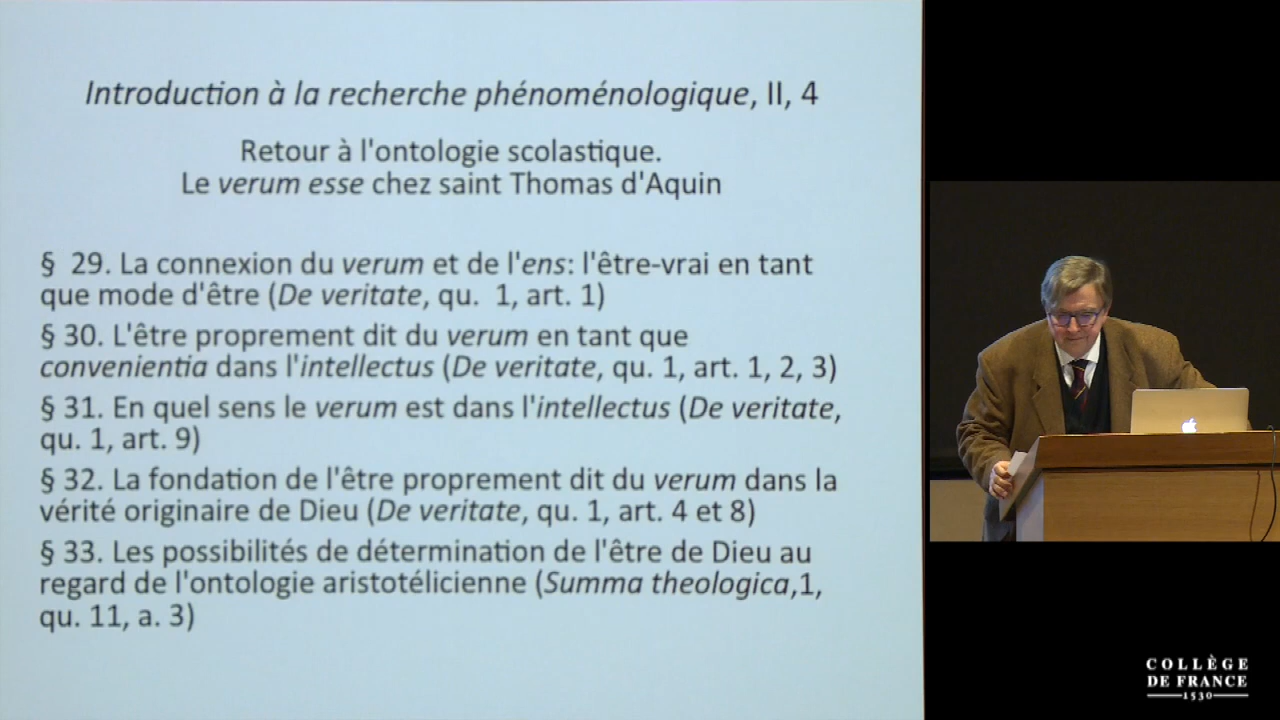 Introduction à la recherche phénoménologique, II, 4
Retour à l'ontologie scolastique.
Le verum esse chez saint Thomas d'Aquin
§ 29. La connexion du verum et de l'ens: l'être-vrai en tant
que mode d'être (De veritate, qu. 1, art. 1)
§ 30. L'être proprement dit du verum en tant que
convenientia dans l'intellectus (De veritate, qu. 1, art. 1, 2, 3)
§ 31. En quel sens le verum est dans l'intellectus (De veritate,
qu. 1, art. 9)
§ 32. La fondation de l'être proprement dit du verum dans la
vérité originaire de Dieu (De veritate, qu. 1, art. 4 et 8)
§ 33. Les possibilités de détermination de l'être de Dieu au
regard de l'ontologie aristotélicienne (Summa theologica,1,
qu. 11, a. 3)
COLLÈGE
DE FRANCE
1530